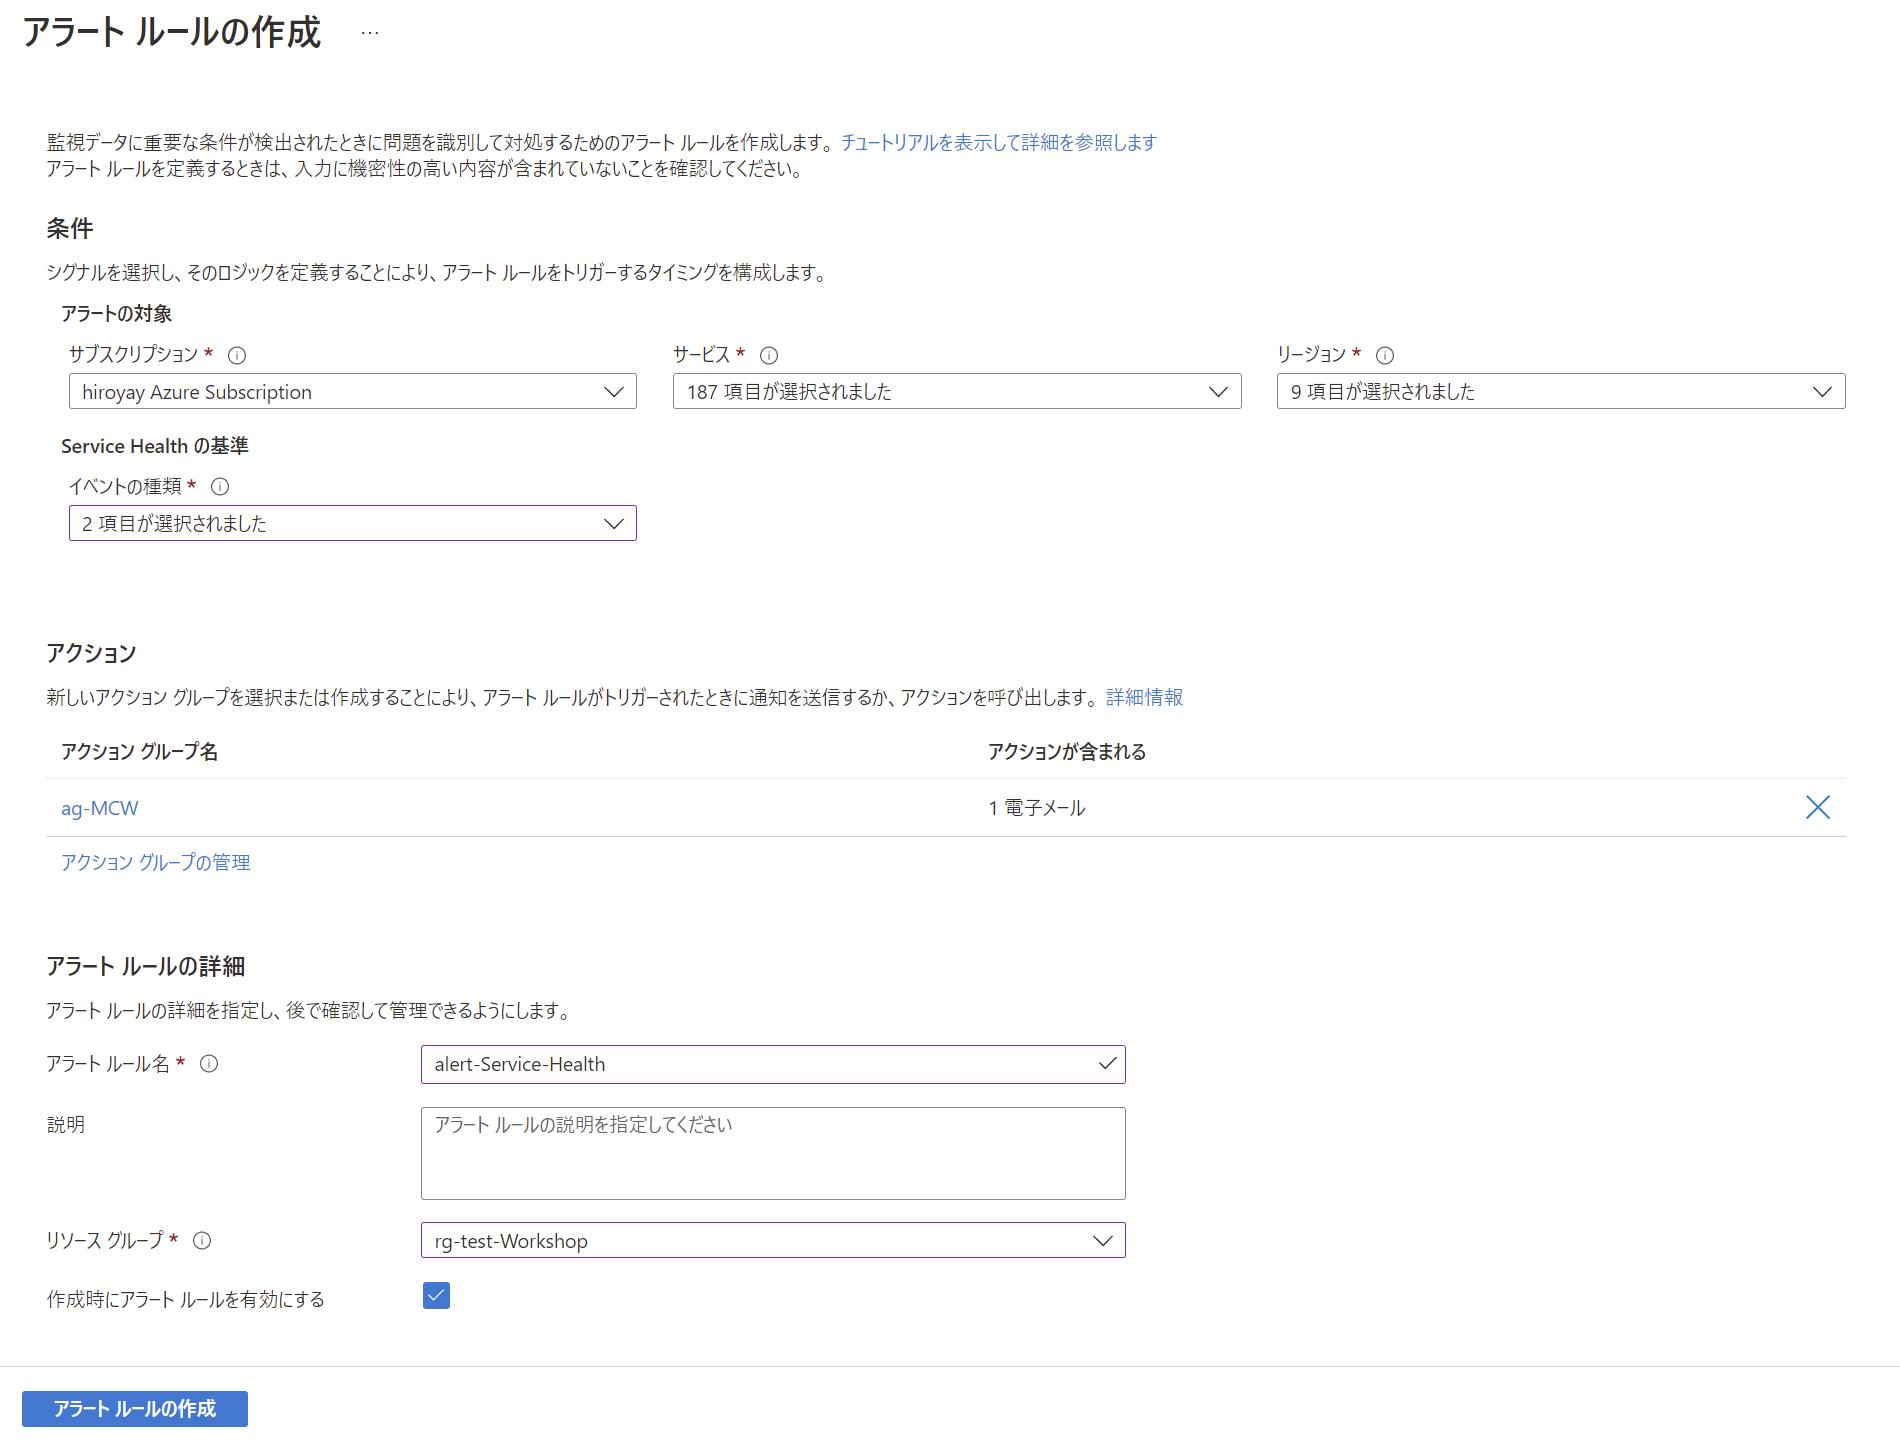 アラート ルールの作成 …
監視データに重要な条件が検出されたときに問題を識別して対処するためのアラート ルールを作成します。 チュートリアルを表示して詳細を参照します
アラート ルールを定義するときは、入力に機密性の高い内容が含まれていないことを確認してください。
条件
シグナルを選択し、そのロジックを定義することにより、アラート ルールをトリガーするタイミングを構成します。
アラートの対象
サブスクリプション * サービス * リージョン *
hiroyay Azure Subscription 187 項目が選択されました 9 項目が選択されました
Service Health の基準
イベントの種類 *
2 項目が選択されました
アクション
新しいアクション グループを選択または作成することにより、アラート ルールがトリガーされたときに通知を送信するか、アクションを呼び出します。 詳細情報
アクション グループ名 アクションが含まれる
ag-MCW 1 電子メール
アクション グループの管理
アラート ルールの詳細
アラート ルールの詳細を指定し、後で確認して管理できるようにします。
アラート ルール名 * alert-Service-Health
説明 アラート ルールの説明を指定してください
リソース グループ * rg-test-Workshop
作成時にアラート ルールを有効にする
アラート ルールの作成